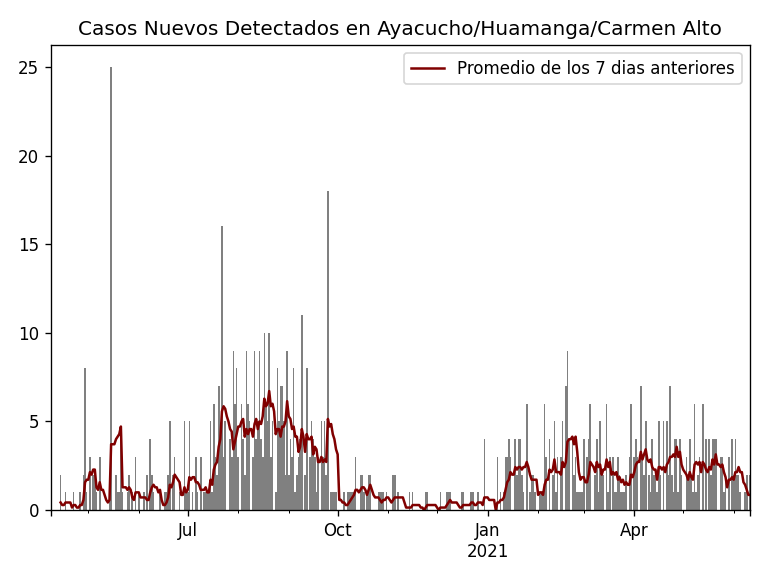 Casos Nuevos Detectados en Ayacucho/Huamanga/Carmen Alto
Promedio de los 7 dias anteriores
25
20
15
10
5
0
Jul
Oct
Jan
2021
Apr